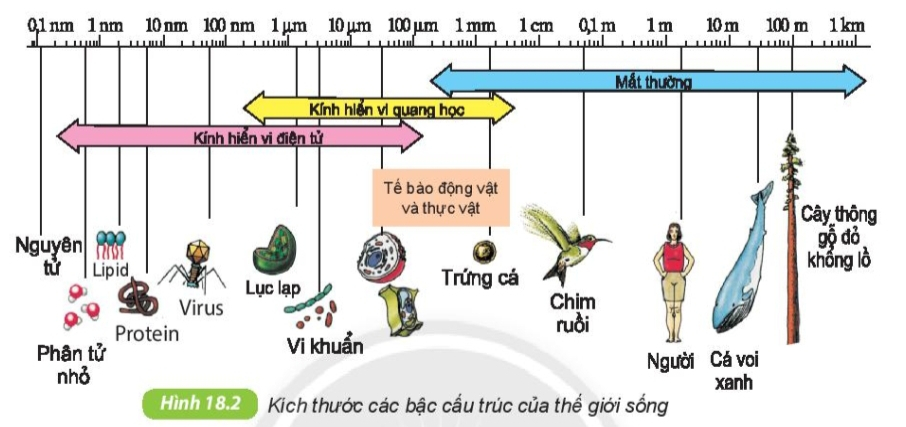 0,1 nm 1 nm 10 nm 100 nm 1 µm 10 µm 100 µm 1 mm 1 cm 0,1 m 1 m 10 m 100 m 1 km
Mắt thường
Kính hiển vi quang học
Kính hiển vi điện tử
Tế bào động vật
và thực vật
Nguyên
tử
Lipid
Phân tử
nhỏ
Protein
Virus
Lục lạp
Vi khuẩn
Trứng cá
Chim
ruồi
Người
Cá voi
xanh
Cây thông
gỗ đỏ
khổng lồ
Hình 18.2 Kích thước các bậc cấu trúc của thế giới sống